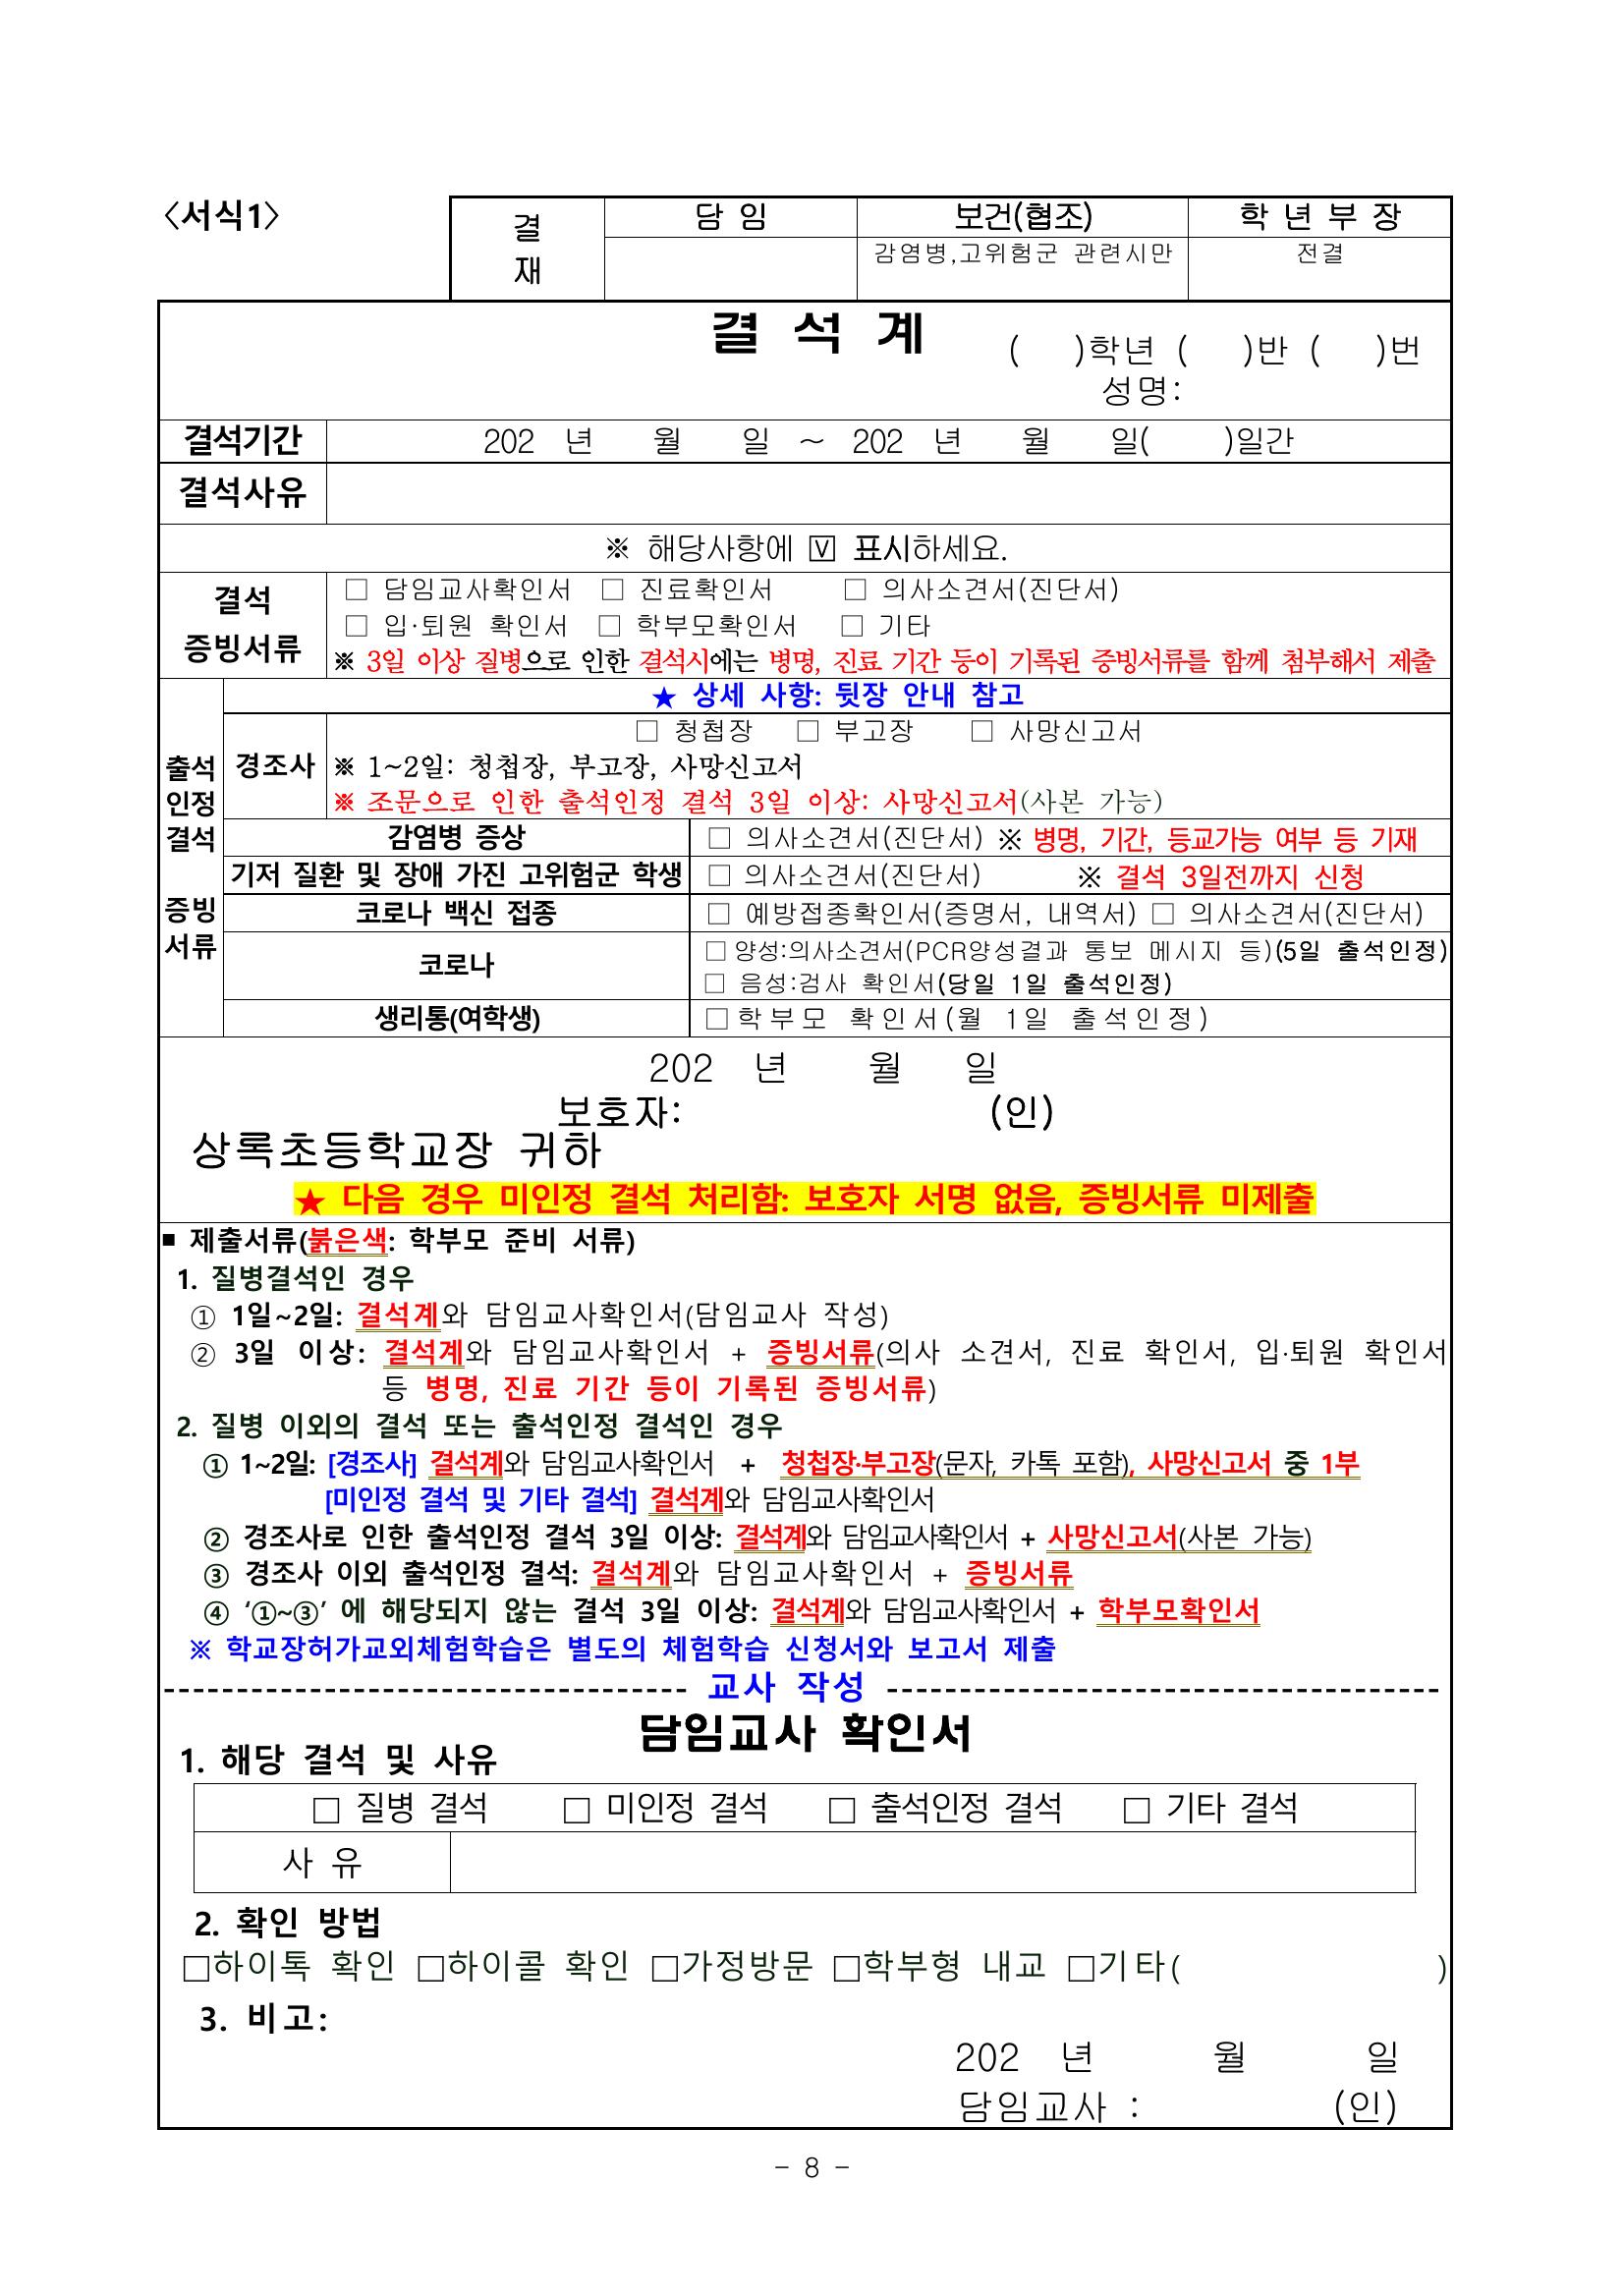 <서식1>
결재
담 임
보건(협조)
학 년 부 장
감염병,고위험군 관련시만
전결
결 석 계
(   )학년 (   )반 (   )번
성명:
결석기간
202  년    월    일 ~ 202  년    월    일(    )일간
결석사유
※ 해당사항에 ☑ 표시하세요.
결석
증빙서류
□ 담임교사확인서 □ 진료확인서 □ 의사소견서(진단서)
□ 입·퇴원 확인서 □ 학부모확인서 □ 기타
※ 3일 이상 질병으로 인한 결석시에는 병명, 진료 기간 등이 기록된 증빙서류를 함께 첨부해서 제출
출석
인정
결석
증빙
서류
★ 상세 사항: 뒷장 안내 참고
경조사
□ 청첩장 □ 부고장 □ 사망신고서
※ 1~2일: 청첩장, 부고장, 사망신고서
※ 조문으로 인한 출석인정 결석 3일 이상: 사망신고서(사본 가능)
감염병 증상
□ 의사소견서(진단서) ※ 병명, 기간, 등교가능 여부 등 기재
기저 질환 및 장애 가진 고위험군 학생
□ 의사소견서(진단서) ※ 결석 3일전까지 신청
코로나 백신 접종
□ 예방접종확인서(증명서, 내역서) □ 의사소견서(진단서)
코로나
□ 양성:의사소견서(PCR양성결과 통보 메시지 등)(5일 출석인정)
□ 음성:검사 확인서(당일 1일 출석인정)
생리통(여학생)
□ 학부모 확인서(월 1일 출석인정)
202  년    월    일
보호자:                (인)
상록초등학교장 귀하
★ 다음 경우 미인정 결석 처리함: 보호자 서명 없음, 증빙서류 미제출
■ 제출서류(붉은색: 학부모 준비 서류)
1. 질병결석인 경우
① 1일~2일: 결석계와 담임교사확인서(담임교사 작성)
② 3일 이상: 결석계와 담임교사확인서 + 증빙서류(의사 소견서, 진료 확인서, 입·퇴원 확인서
등 병명, 진료 기간 등이 기록된 증빙서류)
2. 질병 이외의 결석 또는 출석인정 결석인 경우
① 1~2일: [경조사] 결석계와 담임교사확인서 + 청첩장·부고장(문자, 카톡 포함), 사망신고서 중 1부
[미인정 결석 및 기타 결석] 결석계와 담임교사확인서
② 경조사로 인한 출석인정 결석 3일 이상: 결석계와 담임교사확인서 + 사망신고서(사본 가능)
③ 경조사 이외 출석인정 결석: 결석계와 담임교사확인서 + 증빙서류
④ ‘①~③’ 에 해당되지 않는 결석 3일 이상: 결석계와 담임교사확인서 + 학부모확인서
※ 학교장허가교외체험학습은 별도의 체험학습 신청서와 보고서 제출
------------------------------------ 교사 작성 ------------------------------------
담임교사 확인서
1. 해당 결석 및 사유
□ 질병 결석 □ 미인정 결석 □ 출석인정 결석 □ 기타 결석
사 유
2. 확인 방법
□하이톡 확인 □하이콜 확인 □가정방문 □학부형 내교 □기타(            )
3. 비고:
202  년    월    일
담임교사 :          (인)
- 8 -